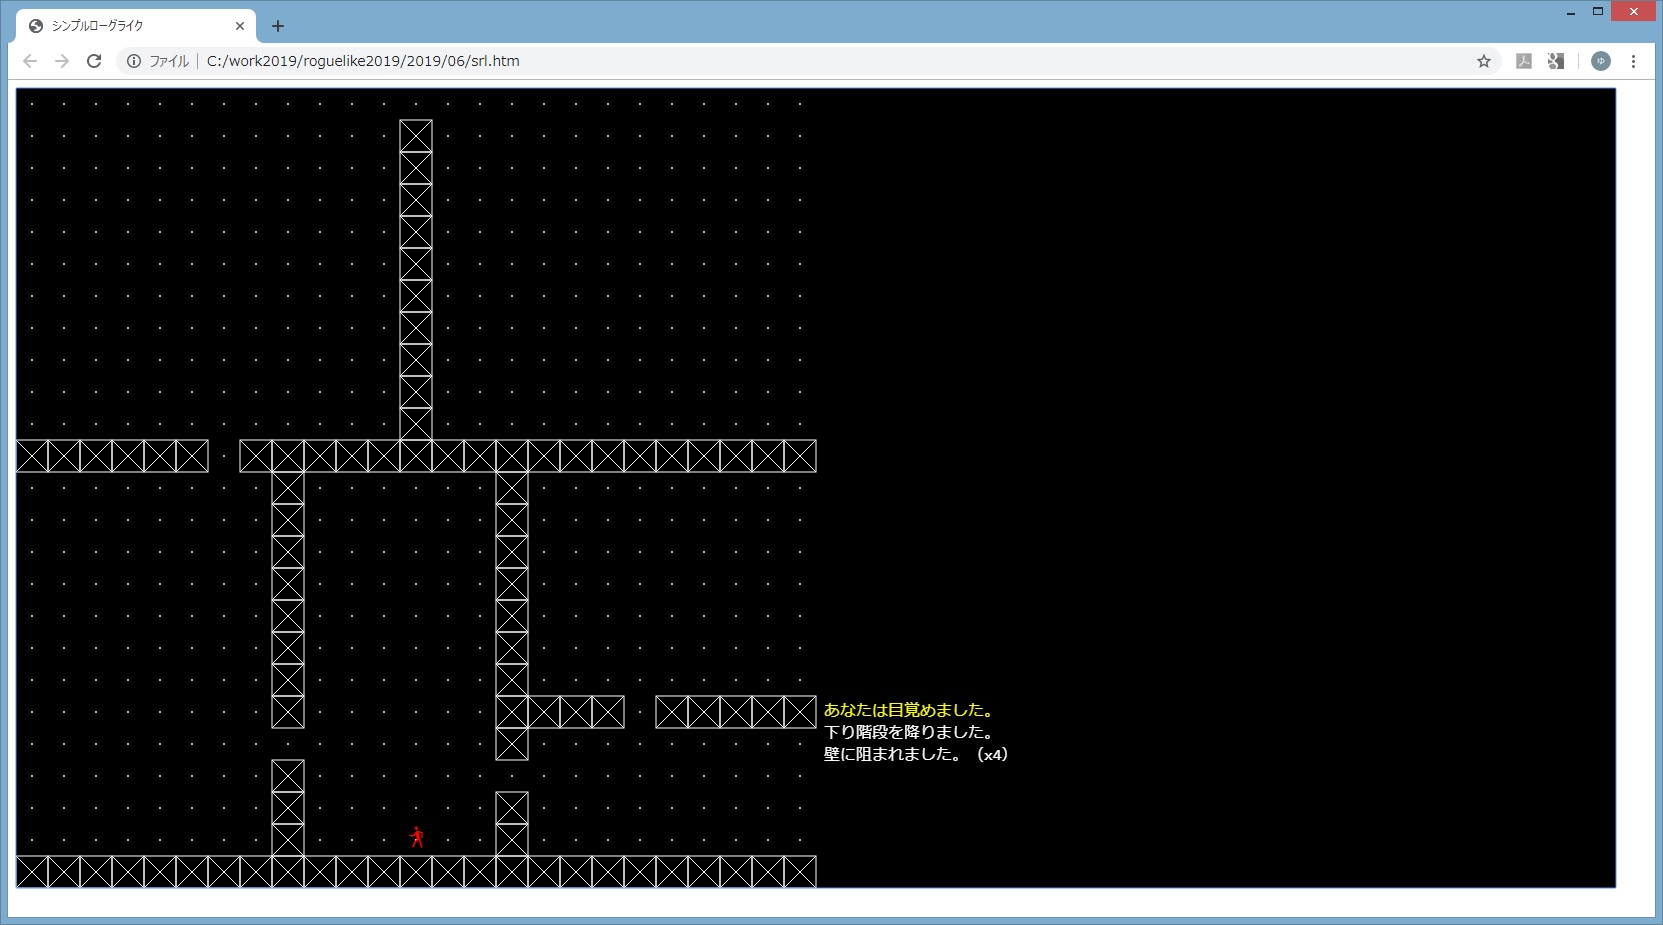 シンプルローグライク
ファイル | C:/work2019/roguelike2019/2019/06/srl.htm
ゆ
あなたは目覚めました。
下り階段を降りました。
壁に阻まれました。（x4）